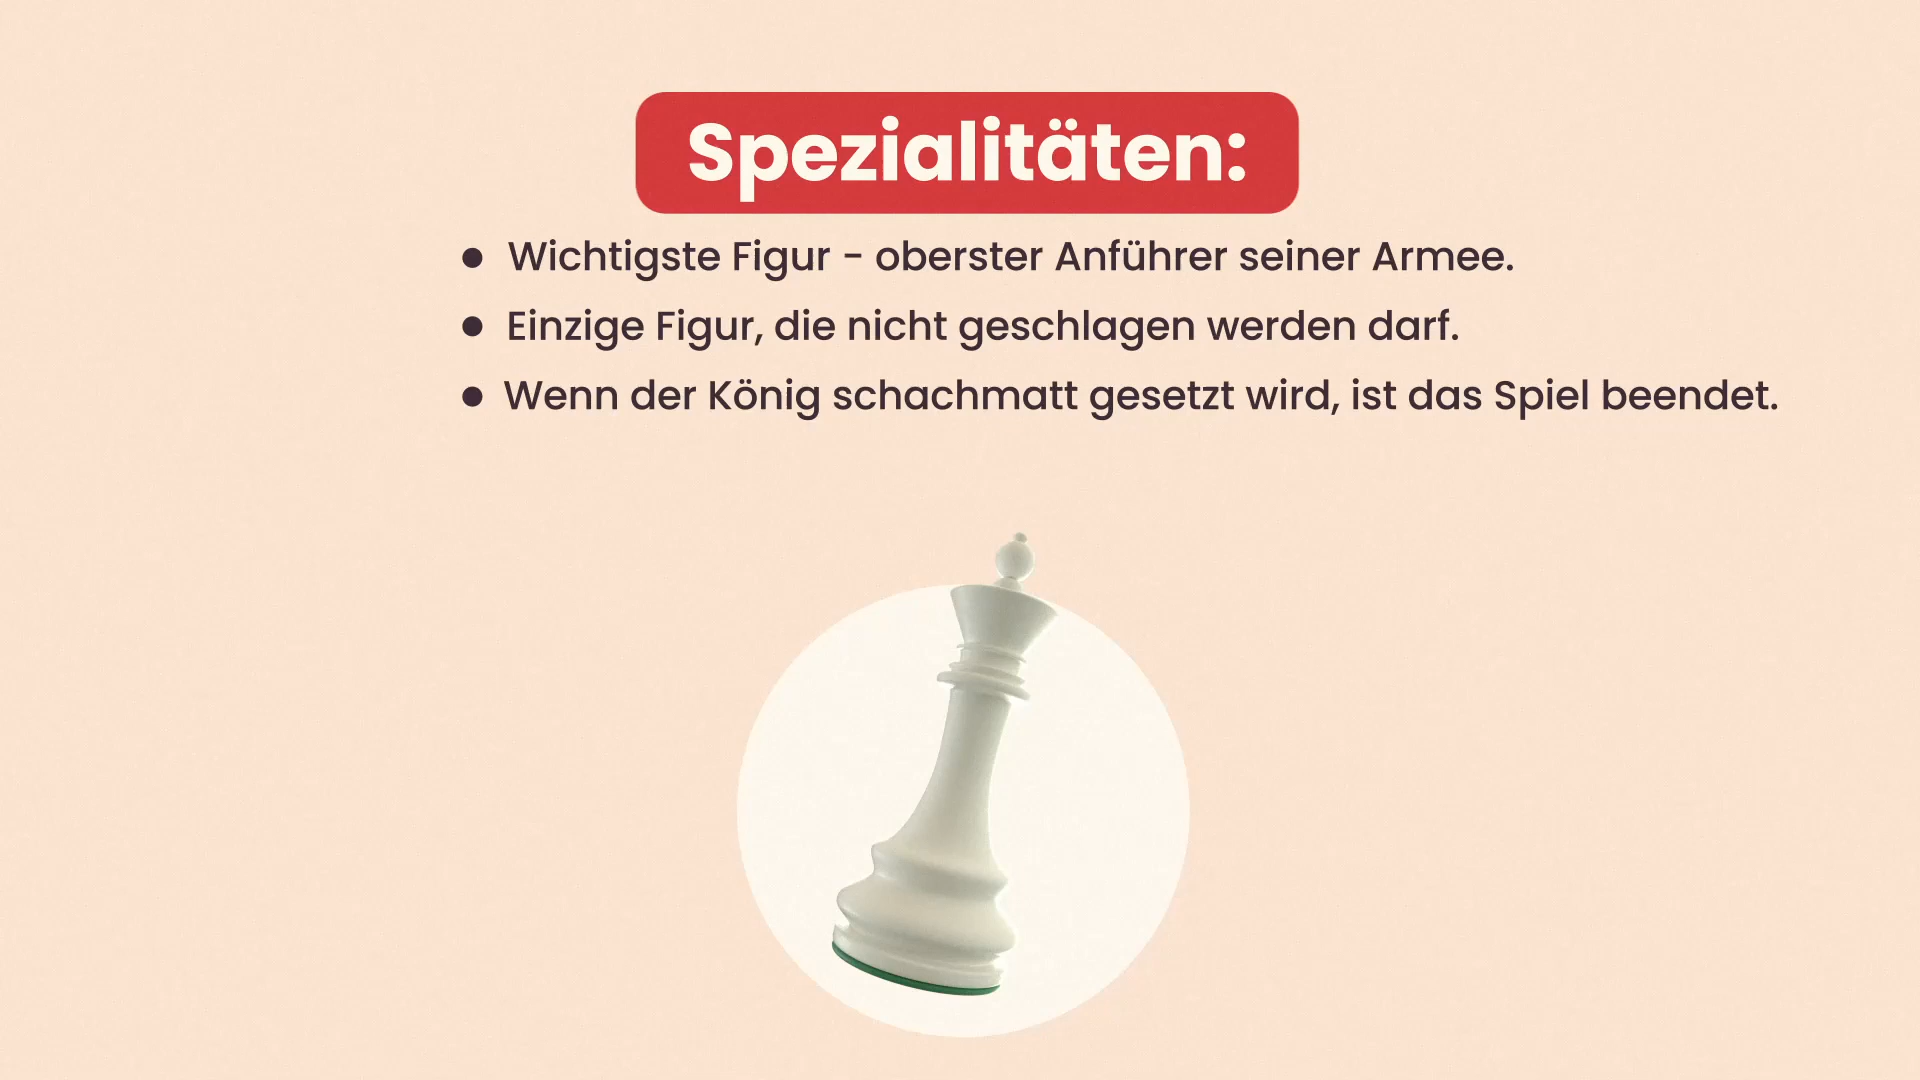 Spezialitäten:
● Wichtigste Figur - oberster Anführer seiner Armee.
● Einzige Figur, die nicht geschlagen werden darf.
● Wenn der König schachmatt gesetzt wird, ist das Spiel beendet.